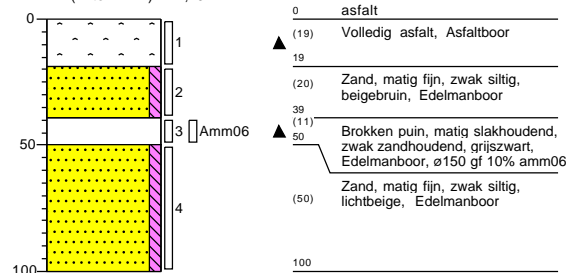 0
1
2
3 Amm06
50
4
100
0 asfalt
(19) Volledig asfalt, Asfaltboor
19
(20) Zand, matig fijn, zwak siltig,
beigebruin, Edelmanboor
39
(11)
50 Brokken puin, matig slakhoudend,
zwak zandhoudend, grijszwart,
Edelmanboor, ø150 gf 10% amm06
Zand, matig fijn, zwak siltig,
(50) lichtbeige, Edelmanboor
100